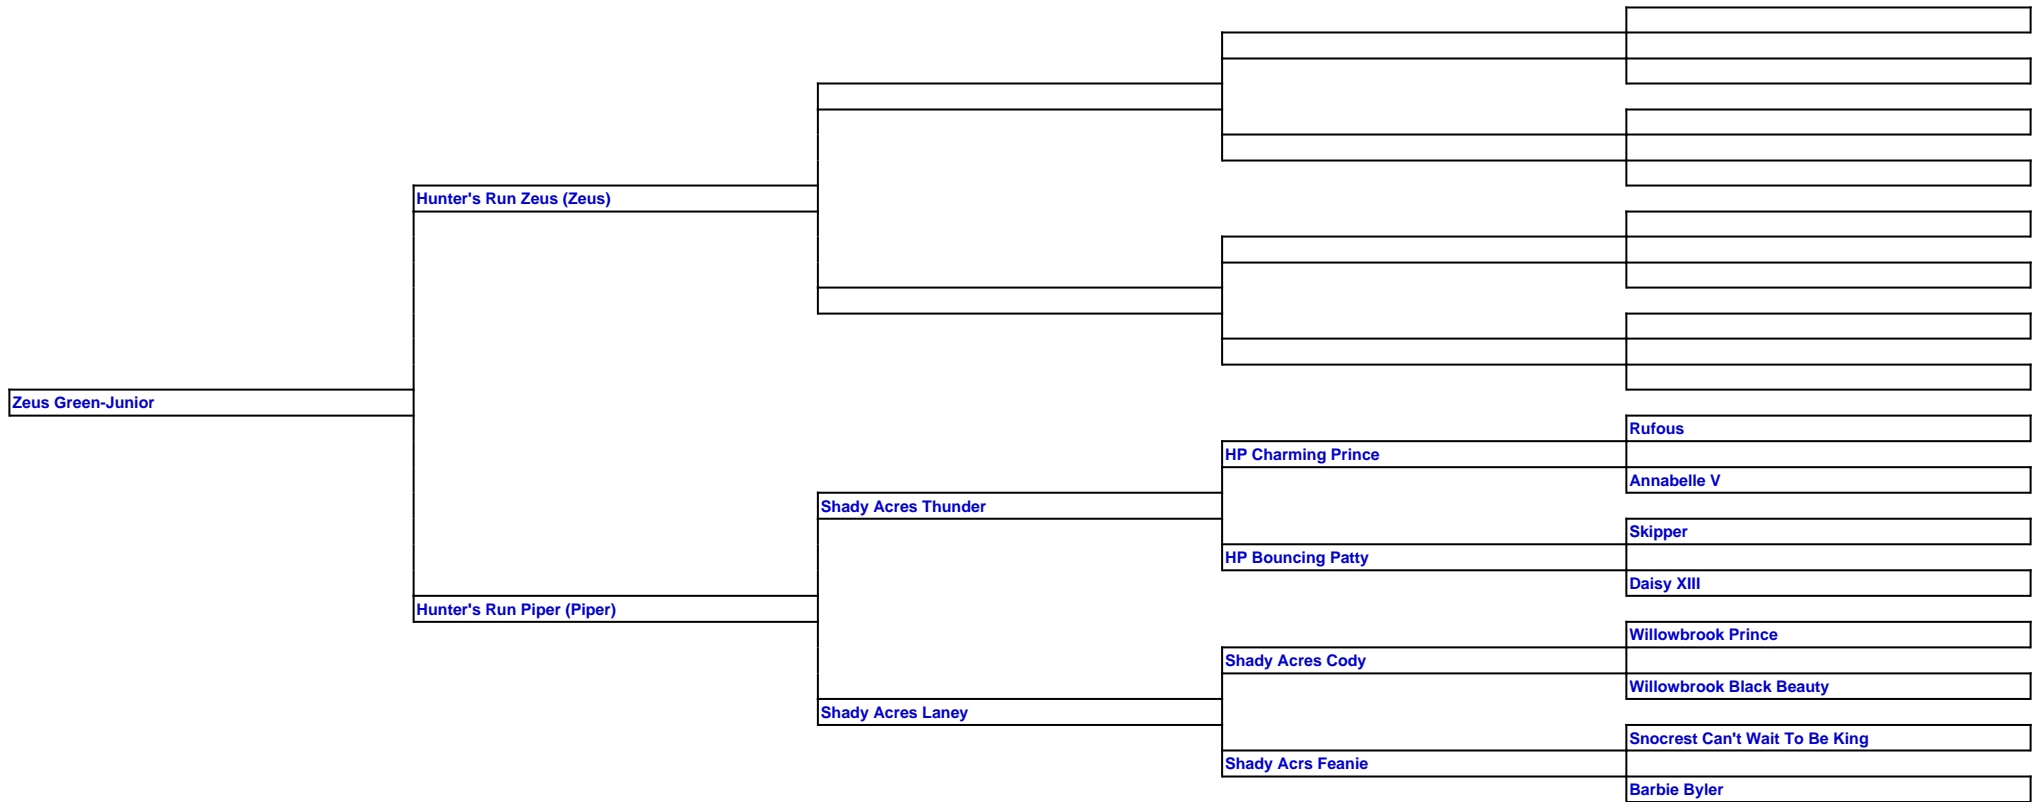 Hunter's Run Zeus (Zeus)
Zeus Green-Junior
Rufous
HP Charming Prince
Annabelle V
Shady Acres Thunder
Skipper
HP Bouncing Patty
Daisy XIII
Hunter's Run Piper (Piper)
Willowbrook Prince
Shady Acres Cody
Willowbrook Black Beauty
Shady Acres Laney
Snocrest Can't Wait To Be King
Shady Acrs Feanie
Barbie Byler